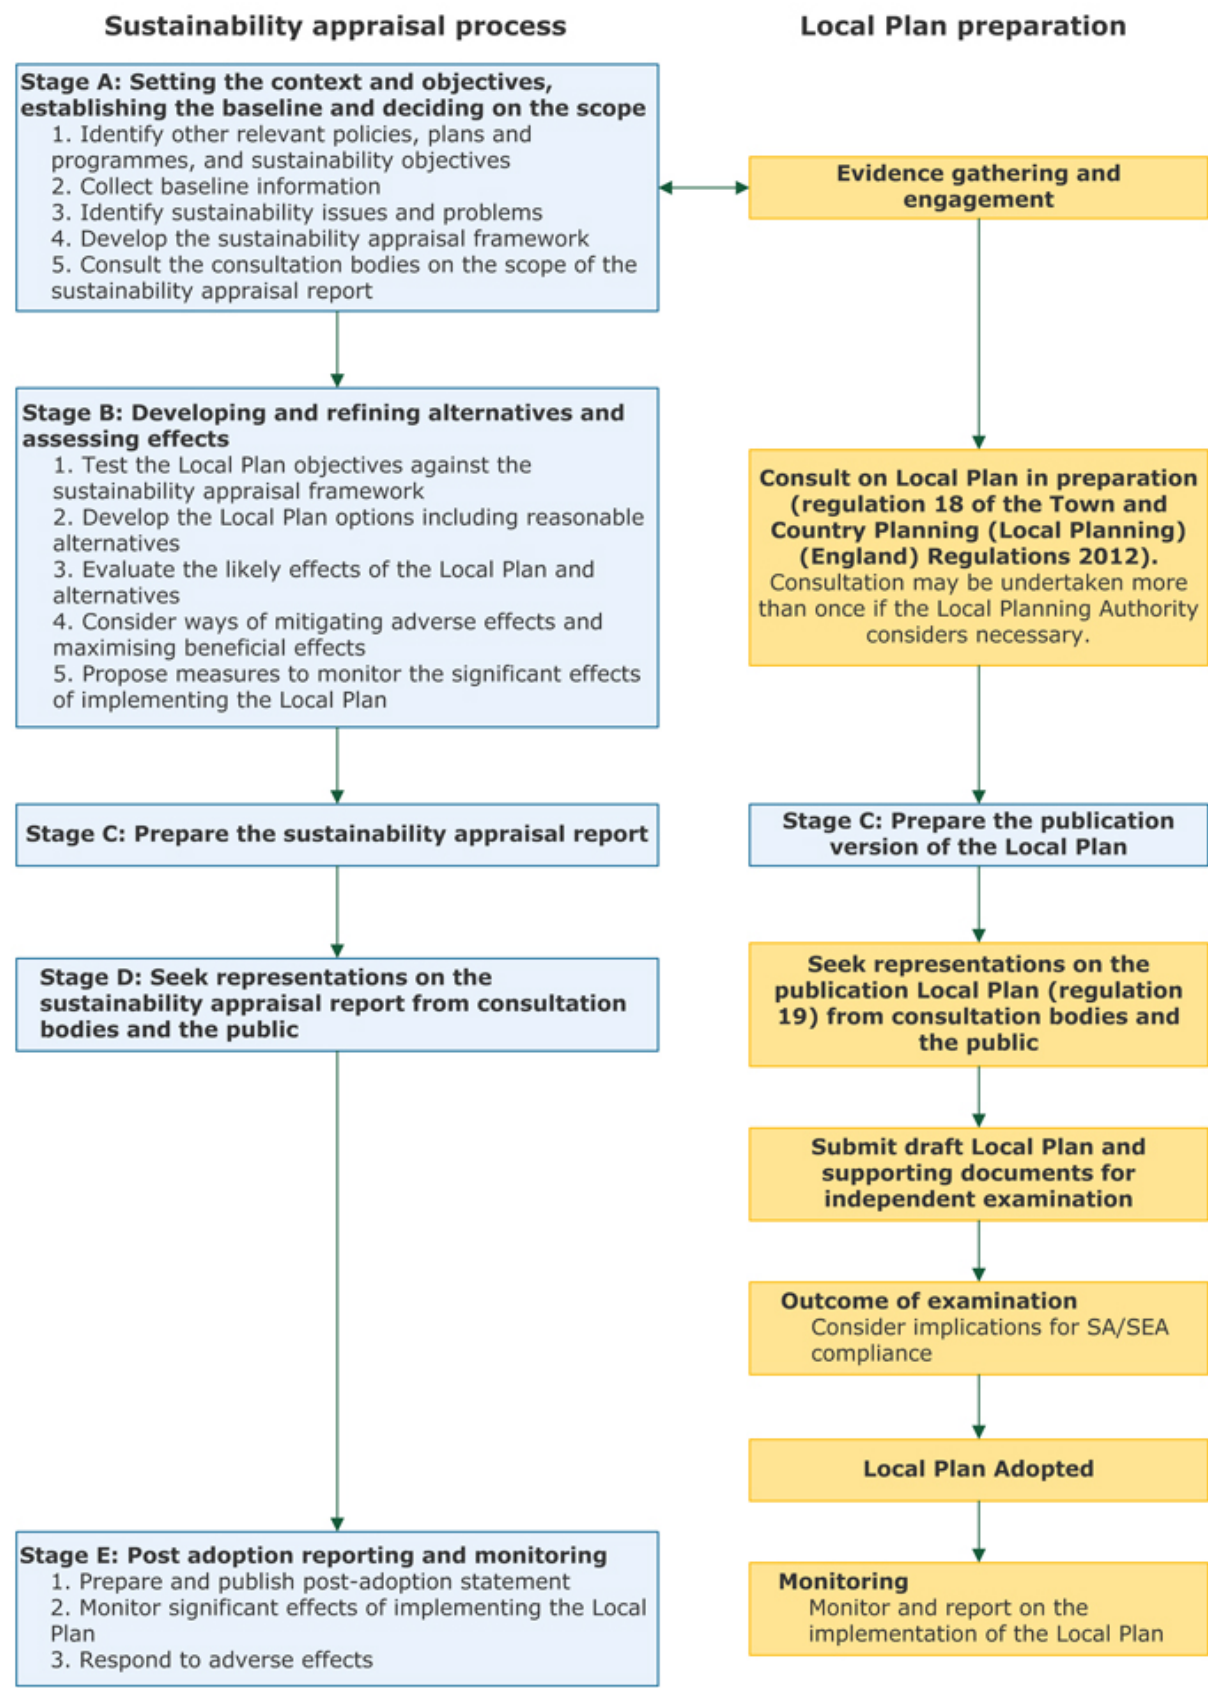 Sustainability appraisal process
Local Plan preparation
Stage A: Setting the context and objectives,
establishing the baseline and deciding on the scope
1. Identify other relevant policies, plans and
programmes, and sustainability objectives
2. Collect baseline information
3. Identify sustainability issues and problems
4. Develop the sustainability appraisal framework
5. Consult the consultation bodies on the scope of the
sustainability appraisal report
Evidence gathering and
engagement
Stage B: Developing and refining alternatives and
assessing effects
1. Test the Local Plan objectives against the
sustainability appraisal framework
2. Develop the Local Plan options including reasonable
alternatives
3. Evaluate the likely effects of the Local Plan and
alternatives
4. Consider ways of mitigating adverse effects and
maximising beneficial effects
5. Propose measures to monitor the significant effects
of implementing the Local Plan
Consult on Local Plan in preparation
(regulation 18 of the Town and
Country Planning (Local Planning)
(England) Regulations 2012).
Consultation may be undertaken more
than once if the Local Planning Authority
considers necessary.
Stage C: Prepare the sustainability appraisal report
Stage C: Prepare the publication
version of the Local Plan
Stage D: Seek representations on the
sustainability appraisal report from consultation
bodies and the public
Seek representations on the
publication Local Plan (regulation
19) from consultation bodies and
the public
Submit draft Local Plan and
supporting documents for
independent examination
Outcome of examination
Consider implications for SA/SEA
compliance
Local Plan Adopted
Stage E: Post adoption reporting and monitoring
1. Prepare and publish post-adoption statement
2. Monitor significant effects of implementing the Local
Plan
3. Respond to adverse effects
Monitoring
Monitor and report on the
implementation of the Local Plan